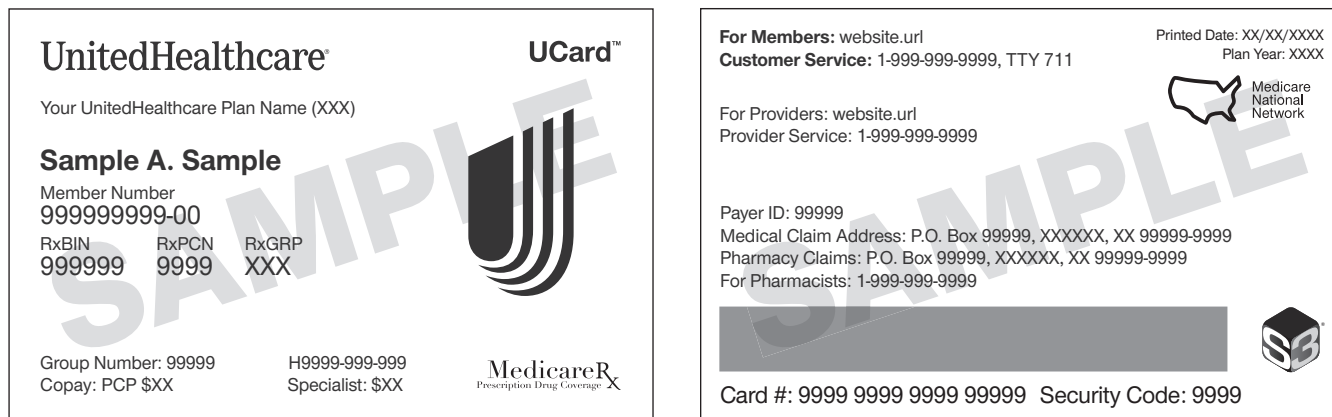 UnitedHealthcare®
UCard™
Your UnitedHealthcare Plan Name (XXX)
Sample A. Sample
Member Number
999999999-00
RxBIN RxPCN RxGRP
999999 9999 XXX
Group Number: 99999 H9999-999-999
Copay: PCP $XX Specialist: $XX
MedicareRx
Prescription Drug Coverage
SAMPLE
For Members: website.url
Customer Service: 1-999-999-9999, TTY 711
Printed Date: XX/XX/XXXX
Plan Year: XXXX
Medicare
National
Network
For Providers: website.url
Provider Service: 1-999-999-9999
Payer ID: 99999
Medical Claim Address: P.O. Box 99999, XXXXXX, XX 99999-9999
Pharmacy Claims: P.O. Box 99999, XXXXXX, XX 99999-9999
For Pharmacists: 1-999-999-9999
S3
Card #: 9999 9999 9999 99999 Security Code: 9999
SAMPLE